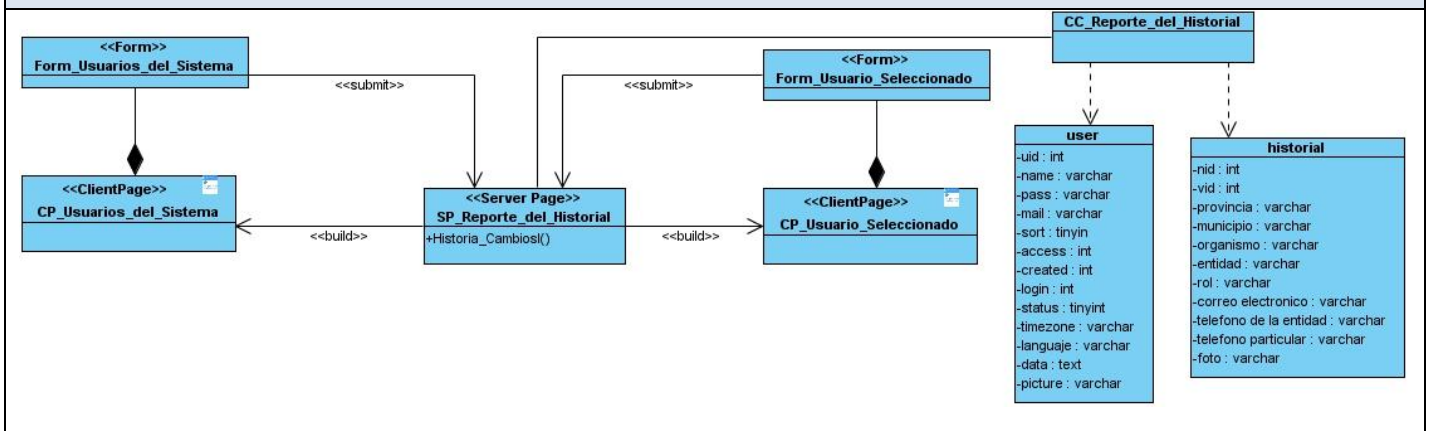 CC_Reporte_del_Historial
<<Form>>
Form_Usuarios_del_Sistema
<<Form>>
Form_Usuario_Seleccionado
<<submit>>
<<submit>>
user
-uid : int
-name : varchar
-pass : varchar
-mail : varchar
-sort : tinyin
-access : int
-created : int
-login : int
-status : tinyint
-timezone : varchar
-languaje : varchar
-data : text
-picture : varchar
historial
-nid : int
-vid : int
-provincia : varchar
-municipio : varchar
-organismo : varchar
-entidad : varchar
-rol : varchar
-correo electronico : varchar
-telefono de la entidad : varchar
-telefono particular : varchar
-foto : varchar
<<ClientPage>>
CP_Usuarios_del_Sistema
<<build>>
<<Server Page>>
SP_Reporte_del_Historial
+Historia_Cambiosl()
<<build>>
<<ClientPage>>
CP_Usuario_Seleccionado